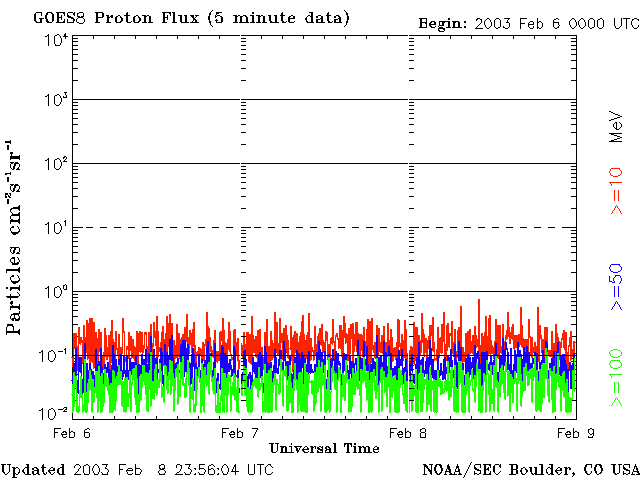 GOES8 Proton Flux (5 minute data)
Begin: 2003 Feb 6 0000 UTC
10⁴
10³
10²
10¹
10⁰
10⁻¹
10⁻²
Particles cm⁻²s⁻¹sr⁻¹
MeV
>=10
>=50
>=100
Feb 6
Feb 7
Feb 8
Feb 9
Universal Time
Updated 2003 Feb 8 23:56:04 UTC
NOAA/SEC Boulder, CO USA